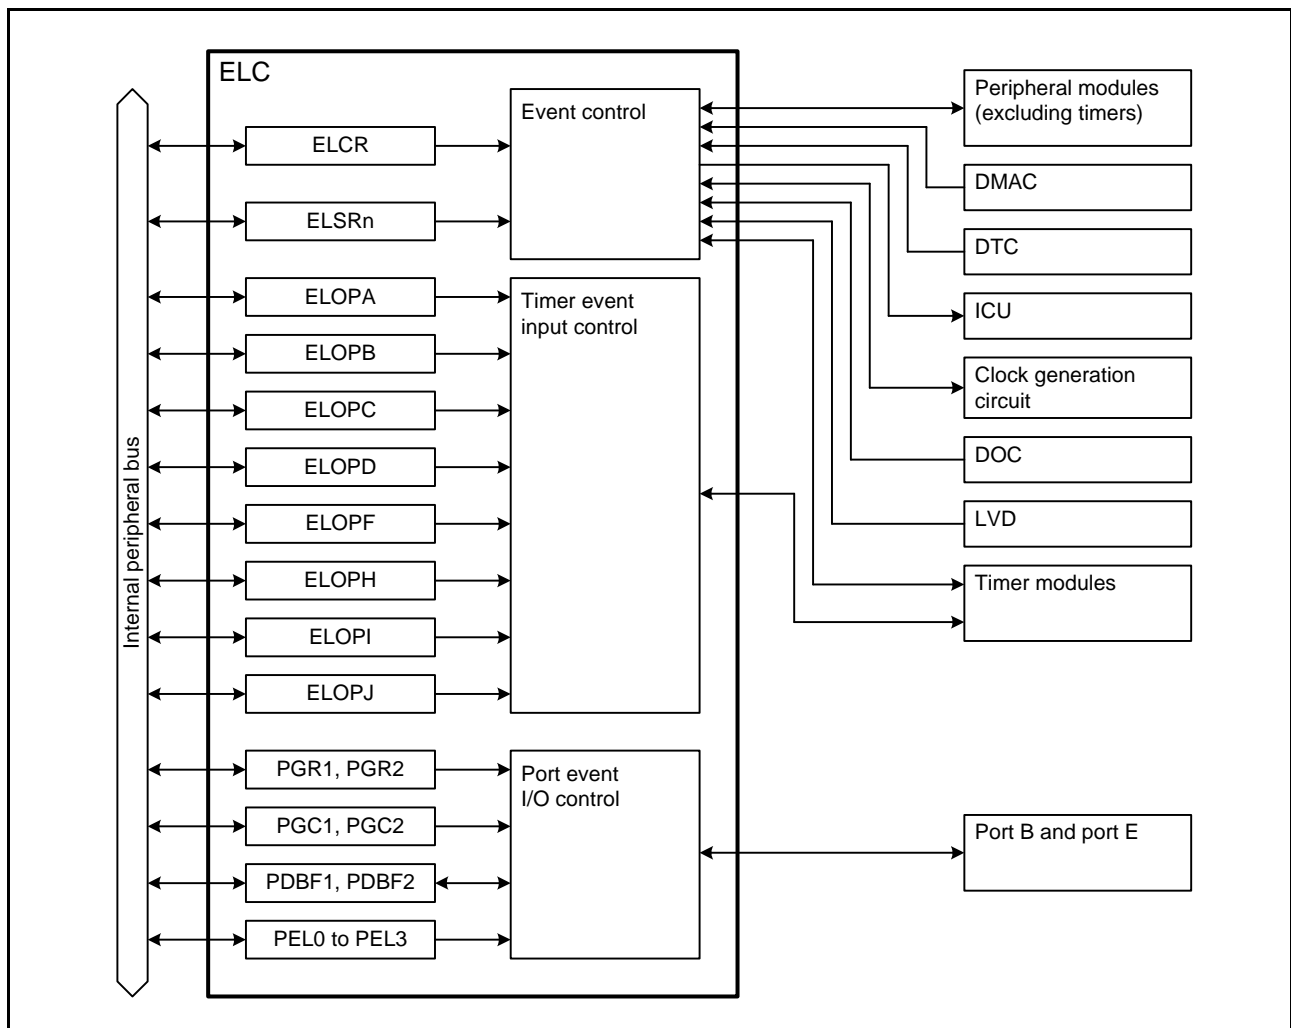 ELC
Internal peripheral bus
ELCR
ELSRn
ELOPA
ELOPB
ELOPC
ELOPD
ELOPF
ELOPH
ELOPI
ELOPJ
PGR1, PGR2
PGC1, PGC2
PDBF1, PDBF2
PEL0 to PEL3
Event control
Timer event
input control
Port event
I/O control
Peripheral modules
(excluding timers)
DMAC
DTC
ICU
Clock generation
circuit
DOC
LVD
Timer modules
Port B and port E